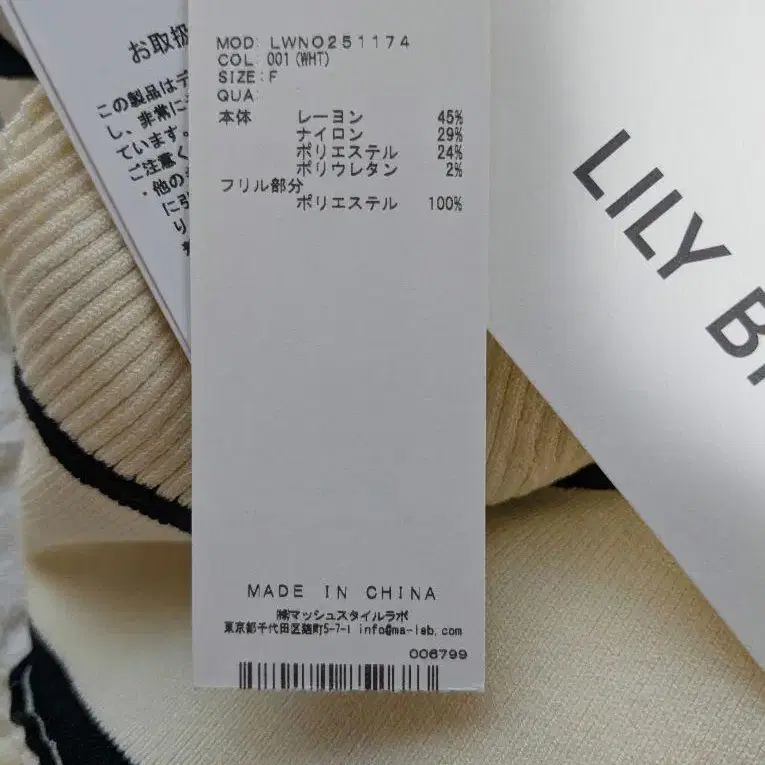 MOD: LWNO251174
COL: 001(WHT)
SIZE: F
QUA:
本体 レーヨン 45%
ナイロン 29%
ポリエステル 24%
ポリウレタン 2%
フリル部分
ポリエステル 100%
MADE IN CHINA
㈱マッシュスタイルラボ
東京都千代田区麹町5-7-1 info@ma-lab.com
006799
お取扱
この製品はデ
し、非常に
ています。
ご注意く
・他の
に引
り
LILY